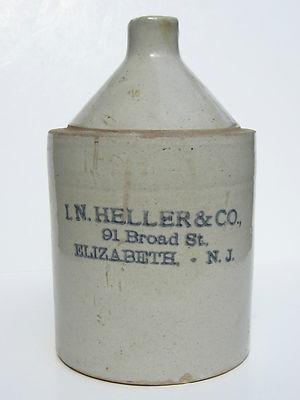 I.N. HELLER & CO.,
91 Broad St,
ELIZABETH, • N.J.